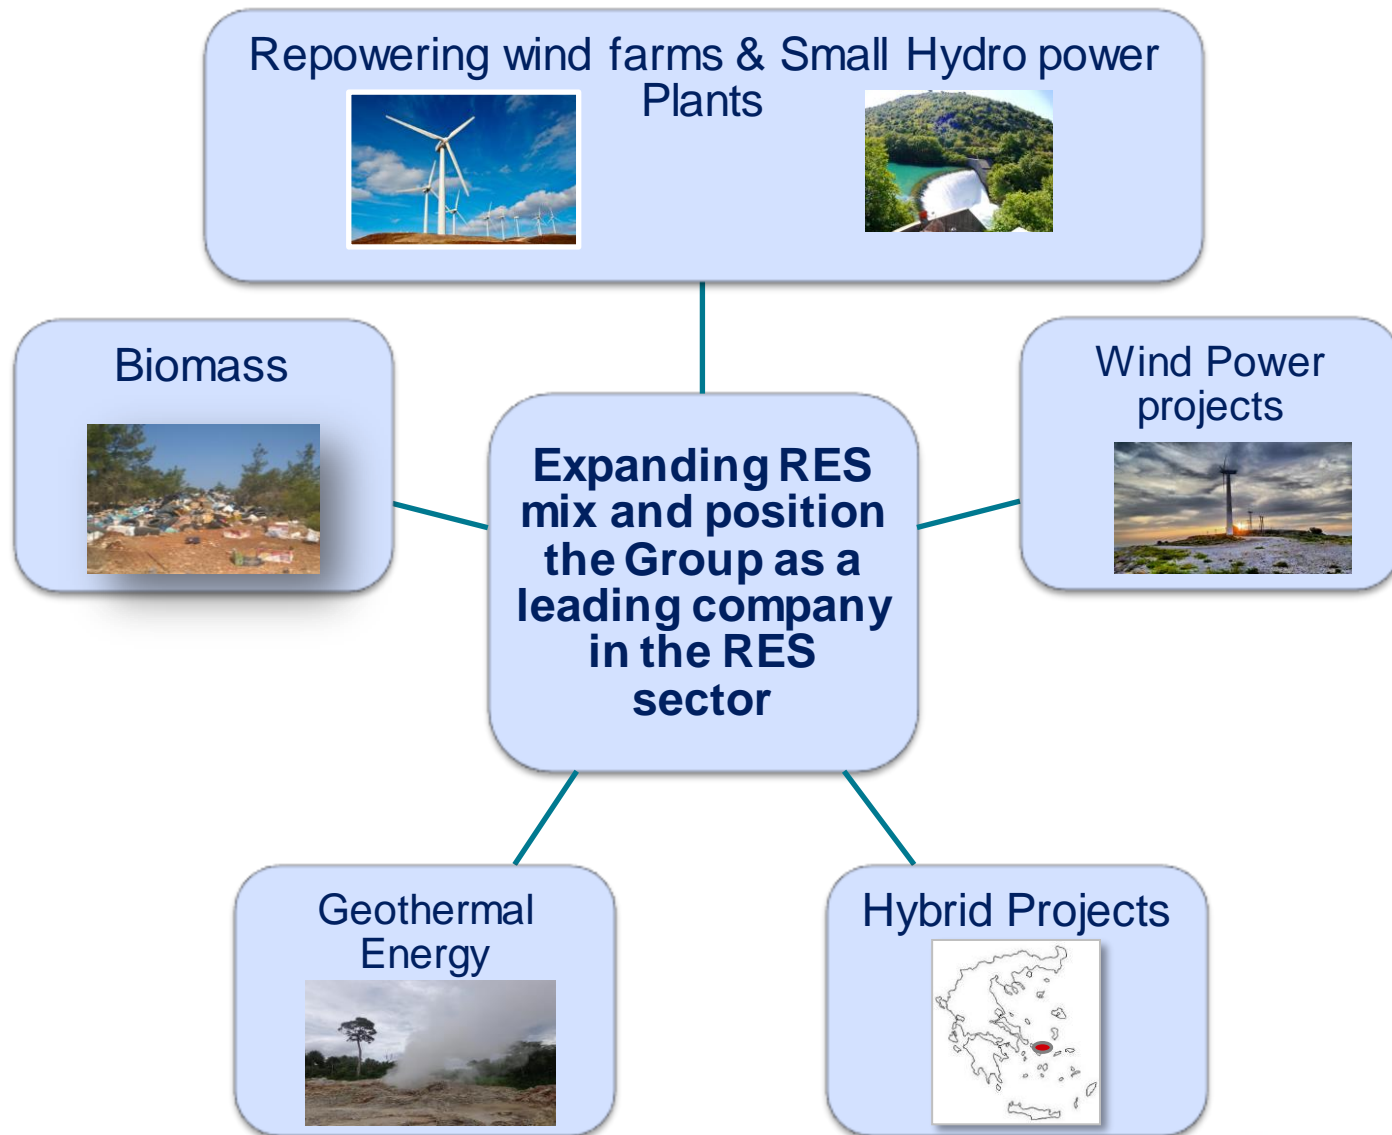 Repowering wind farms & Small Hydro power
Plants
Biomass
Wind Power
projects
Expanding RES
mix and position
the Group as a
leading company
in the RES
sector
Geothermal
Energy
Hybrid Projects